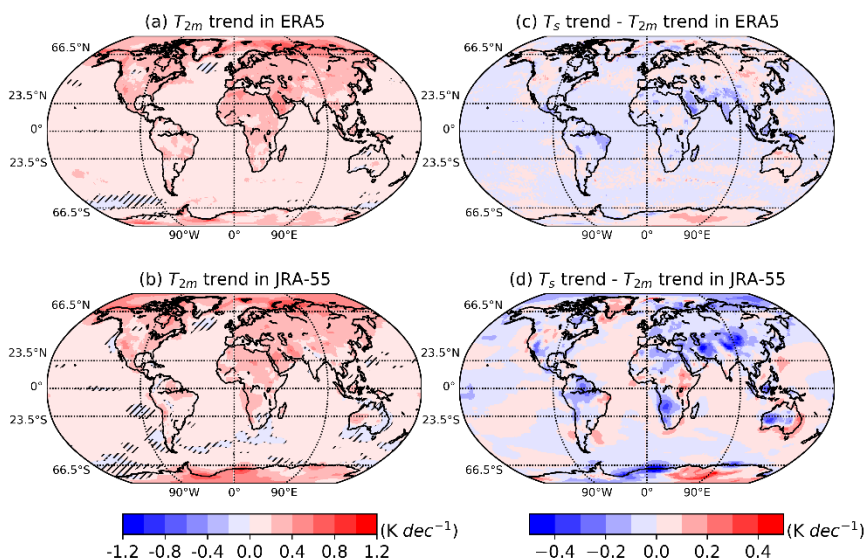 (a) T2m trend in ERA5
66.5°N
23.5°N
0°
23.5°S
66.5°S
90°W 0° 90°E
(c) Ts trend - T2m trend in ERA5
66.5°N
23.5°N
0°
23.5°S
66.5°S
90°W 0° 90°E
(b) T2m trend in JRA-55
66.5°N
23.5°N
0°
23.5°S
66.5°S
90°W 0° 90°E
(d) Ts trend - T2m trend in JRA-55
66.5°N
23.5°N
0°
23.5°S
66.5°S
90°W 0° 90°E
(K dec⁻¹)
-1.2 -0.8 -0.4 0.0 0.4 0.8 1.2
(K dec⁻¹)
−0.4 −0.2 0.0 0.2 0.4